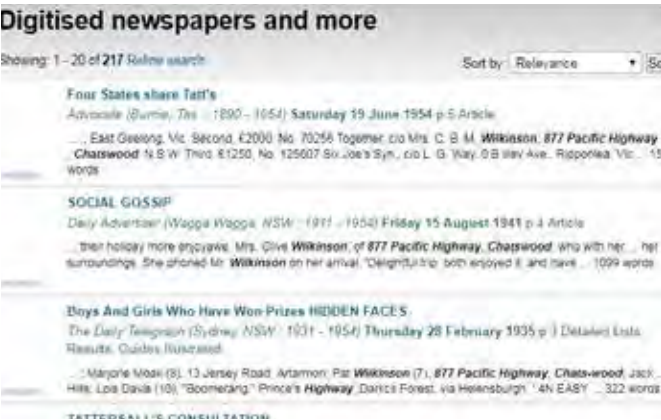 Digitised newspapers and more
Showing: 1 - 20 of 217 Refine search
Sort by: Relevance
Four States share Tatt's
Advocate (Burnie, Tas. : 1890 - 1954) Saturday 19 June 1954 p 5 Article
... East Geelong, Vic. Second, £2000, No. 70256 Together, c/o Mrs. C. B. M. Wilkinson, 877 Pacific Highway
Chatswood, N.S.W. Third, £1250, No. 125007 Six Joe's Syn., c/o L. G. Way, Ave., Ripponlea, Vic. ...
words
SOCIAL GOSSIP
Daily Advertiser (Wagga Wagga, NSW : 1911 - 1954) Friday 15 August 1941 p 4 Article
... their holiday more enjoyable. Mrs. Clive Wilkinson, of 877 Pacific Highway, Chatswood, who with her ... her
surroundings. She phoned Mr. Wilkinson on her arrival, "Delightful trip, both enjoyed it, and have ... 1099 words
Boys And Girls Who Have Won Prizes HIDDEN FACES
The Daily Telegraph (Sydney, NSW : 1931 - 1954) Thursday 28 February 1935 p Detailed Lists,
Results, Guides Illustrated
... Marjorie (8), 13 Jersey Road, Artarmon; Pat Wilkinson (7), 877 Pacific Highway, Chats-wood; Jack ...
Hills; Lois Davis (10), "Boomerang," Prince's Highway, Darkes Forest, via Helensburgh. "AN EASY ... 322 words
TATTERSALL'S CONSULTATION